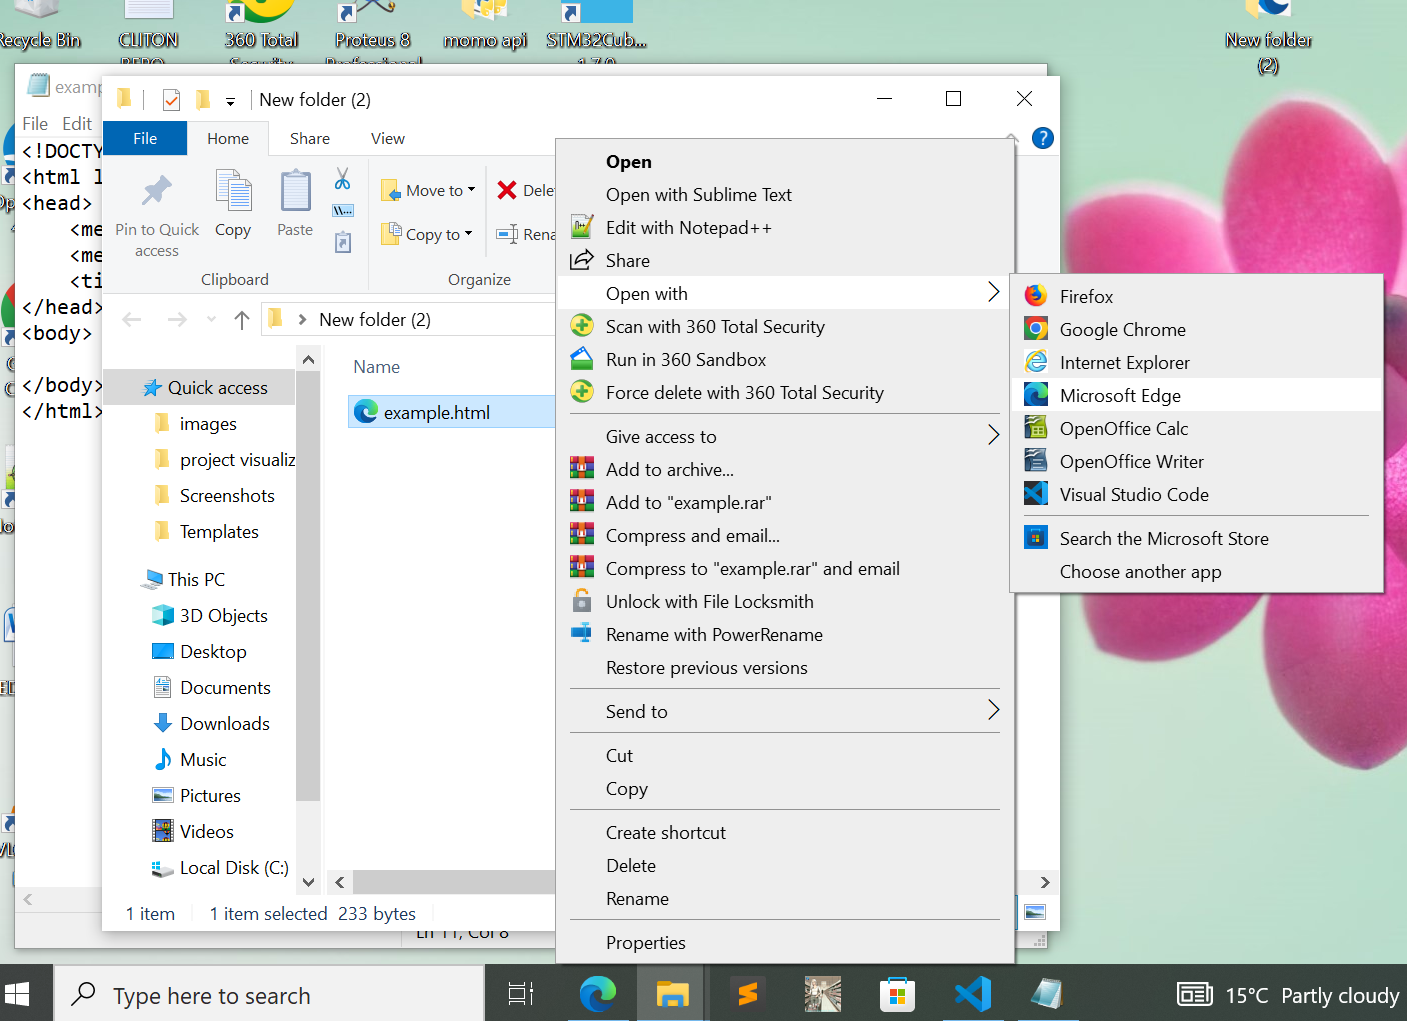 Recycle Bin
CLITON
360 Total
Proteus 8
momo api
STM32Cub...
1.7.0
New folder
(2)
examp
File Edit
<!DOCTY
<html l
<head>
<me
<me
<ti
</head>
<body>
</body>
</html>
Ln 11, Col 8
New folder (2)
File Home Share View
Pin to Quick
access
Copy
Paste
Move to
Copy to
Dele
Rena
Clipboard
Organize
New folder (2)
Name
example.html
Quick access
images
project visualiz
Screenshots
Templates
This PC
3D Objects
Desktop
Documents
Downloads
Music
Pictures
Videos
Local Disk (C:)
1 item 1 item selected 233 bytes
Open
Open with Sublime Text
Edit with Notepad++
Share
Open with
Scan with 360 Total Security
Run in 360 Sandbox
Force delete with 360 Total Security
Give access to
Add to archive...
Add to "example.rar"
Compress and email...
Compress to "example.rar" and email
Unlock with File Locksmith
Rename with PowerRename
Restore previous versions
Send to
Cut
Copy
Create shortcut
Delete
Rename
Properties
Firefox
Google Chrome
Internet Explorer
Microsoft Edge
OpenOffice Calc
OpenOffice Writer
Visual Studio Code
Search the Microsoft Store
Choose another app
Type here to search
15°C Partly cloudy